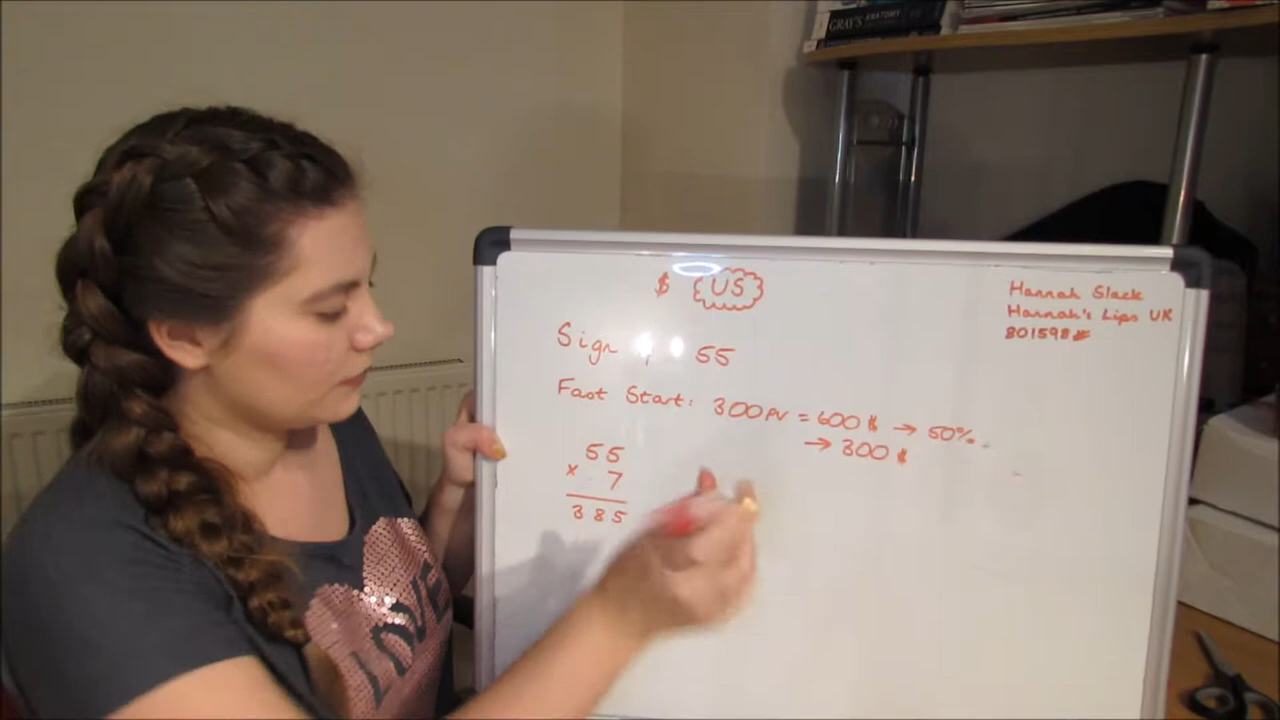 GRAY'S ANATOMY
$ US
Hannah Slack
Hannah's Lips UK
801598
Sign 55
Fast Start: 300PV = 600$ → 50%
→ 300 $
55
x 7
385
LOVE